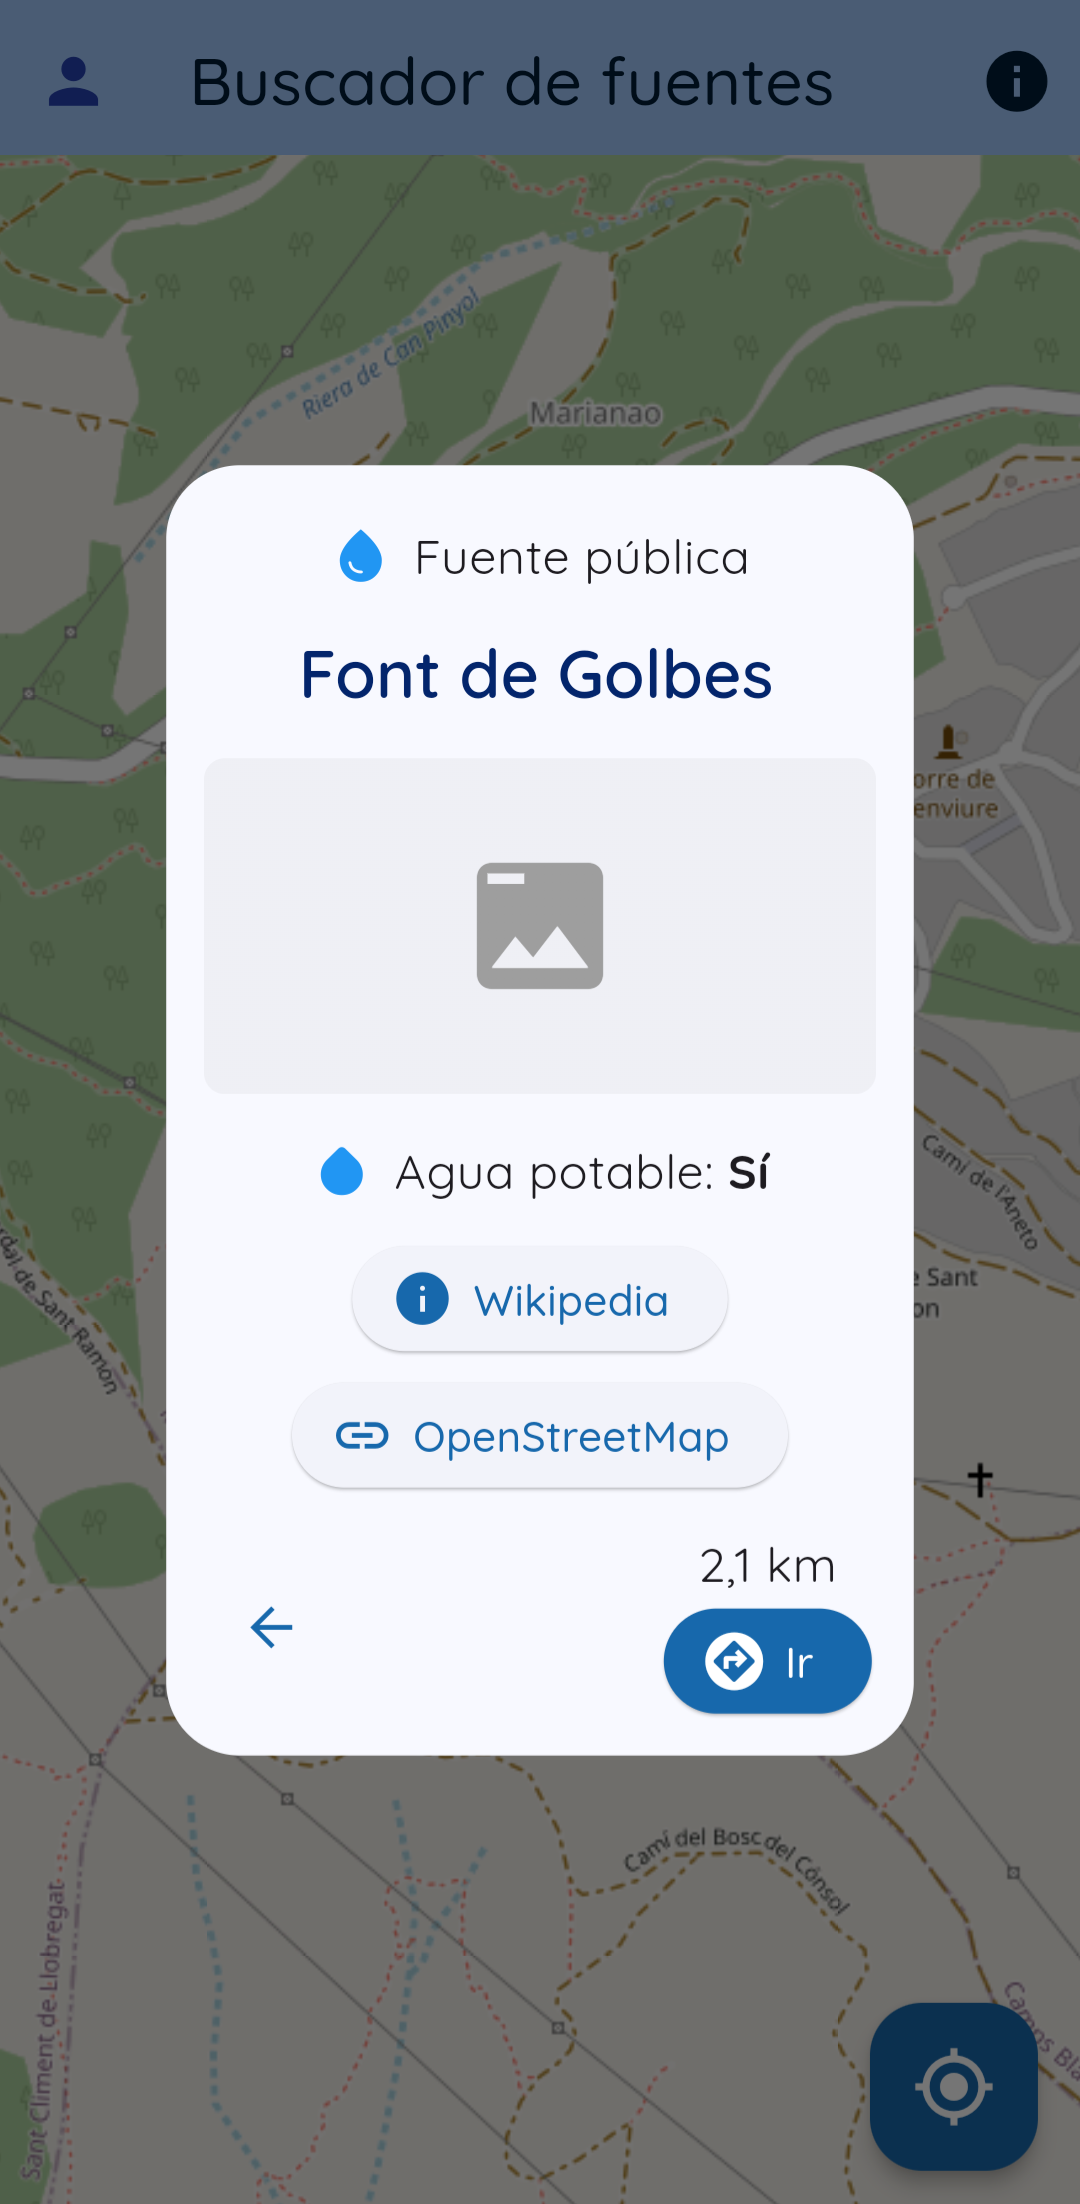 Buscador de fuentes
Riera de Can Pinyol
Marianao
Fuente pública
Font de Golbes
orre de
enviure
Agua potable: Sí
Camí de l'Aneto
Wikipedia
e Sant
on
dal de Sant Ramon
OpenStreetMap
2,1 km
Ir
Camí del Bosc del Cónsol
Sant Climent de Llobregat
Camps Bla